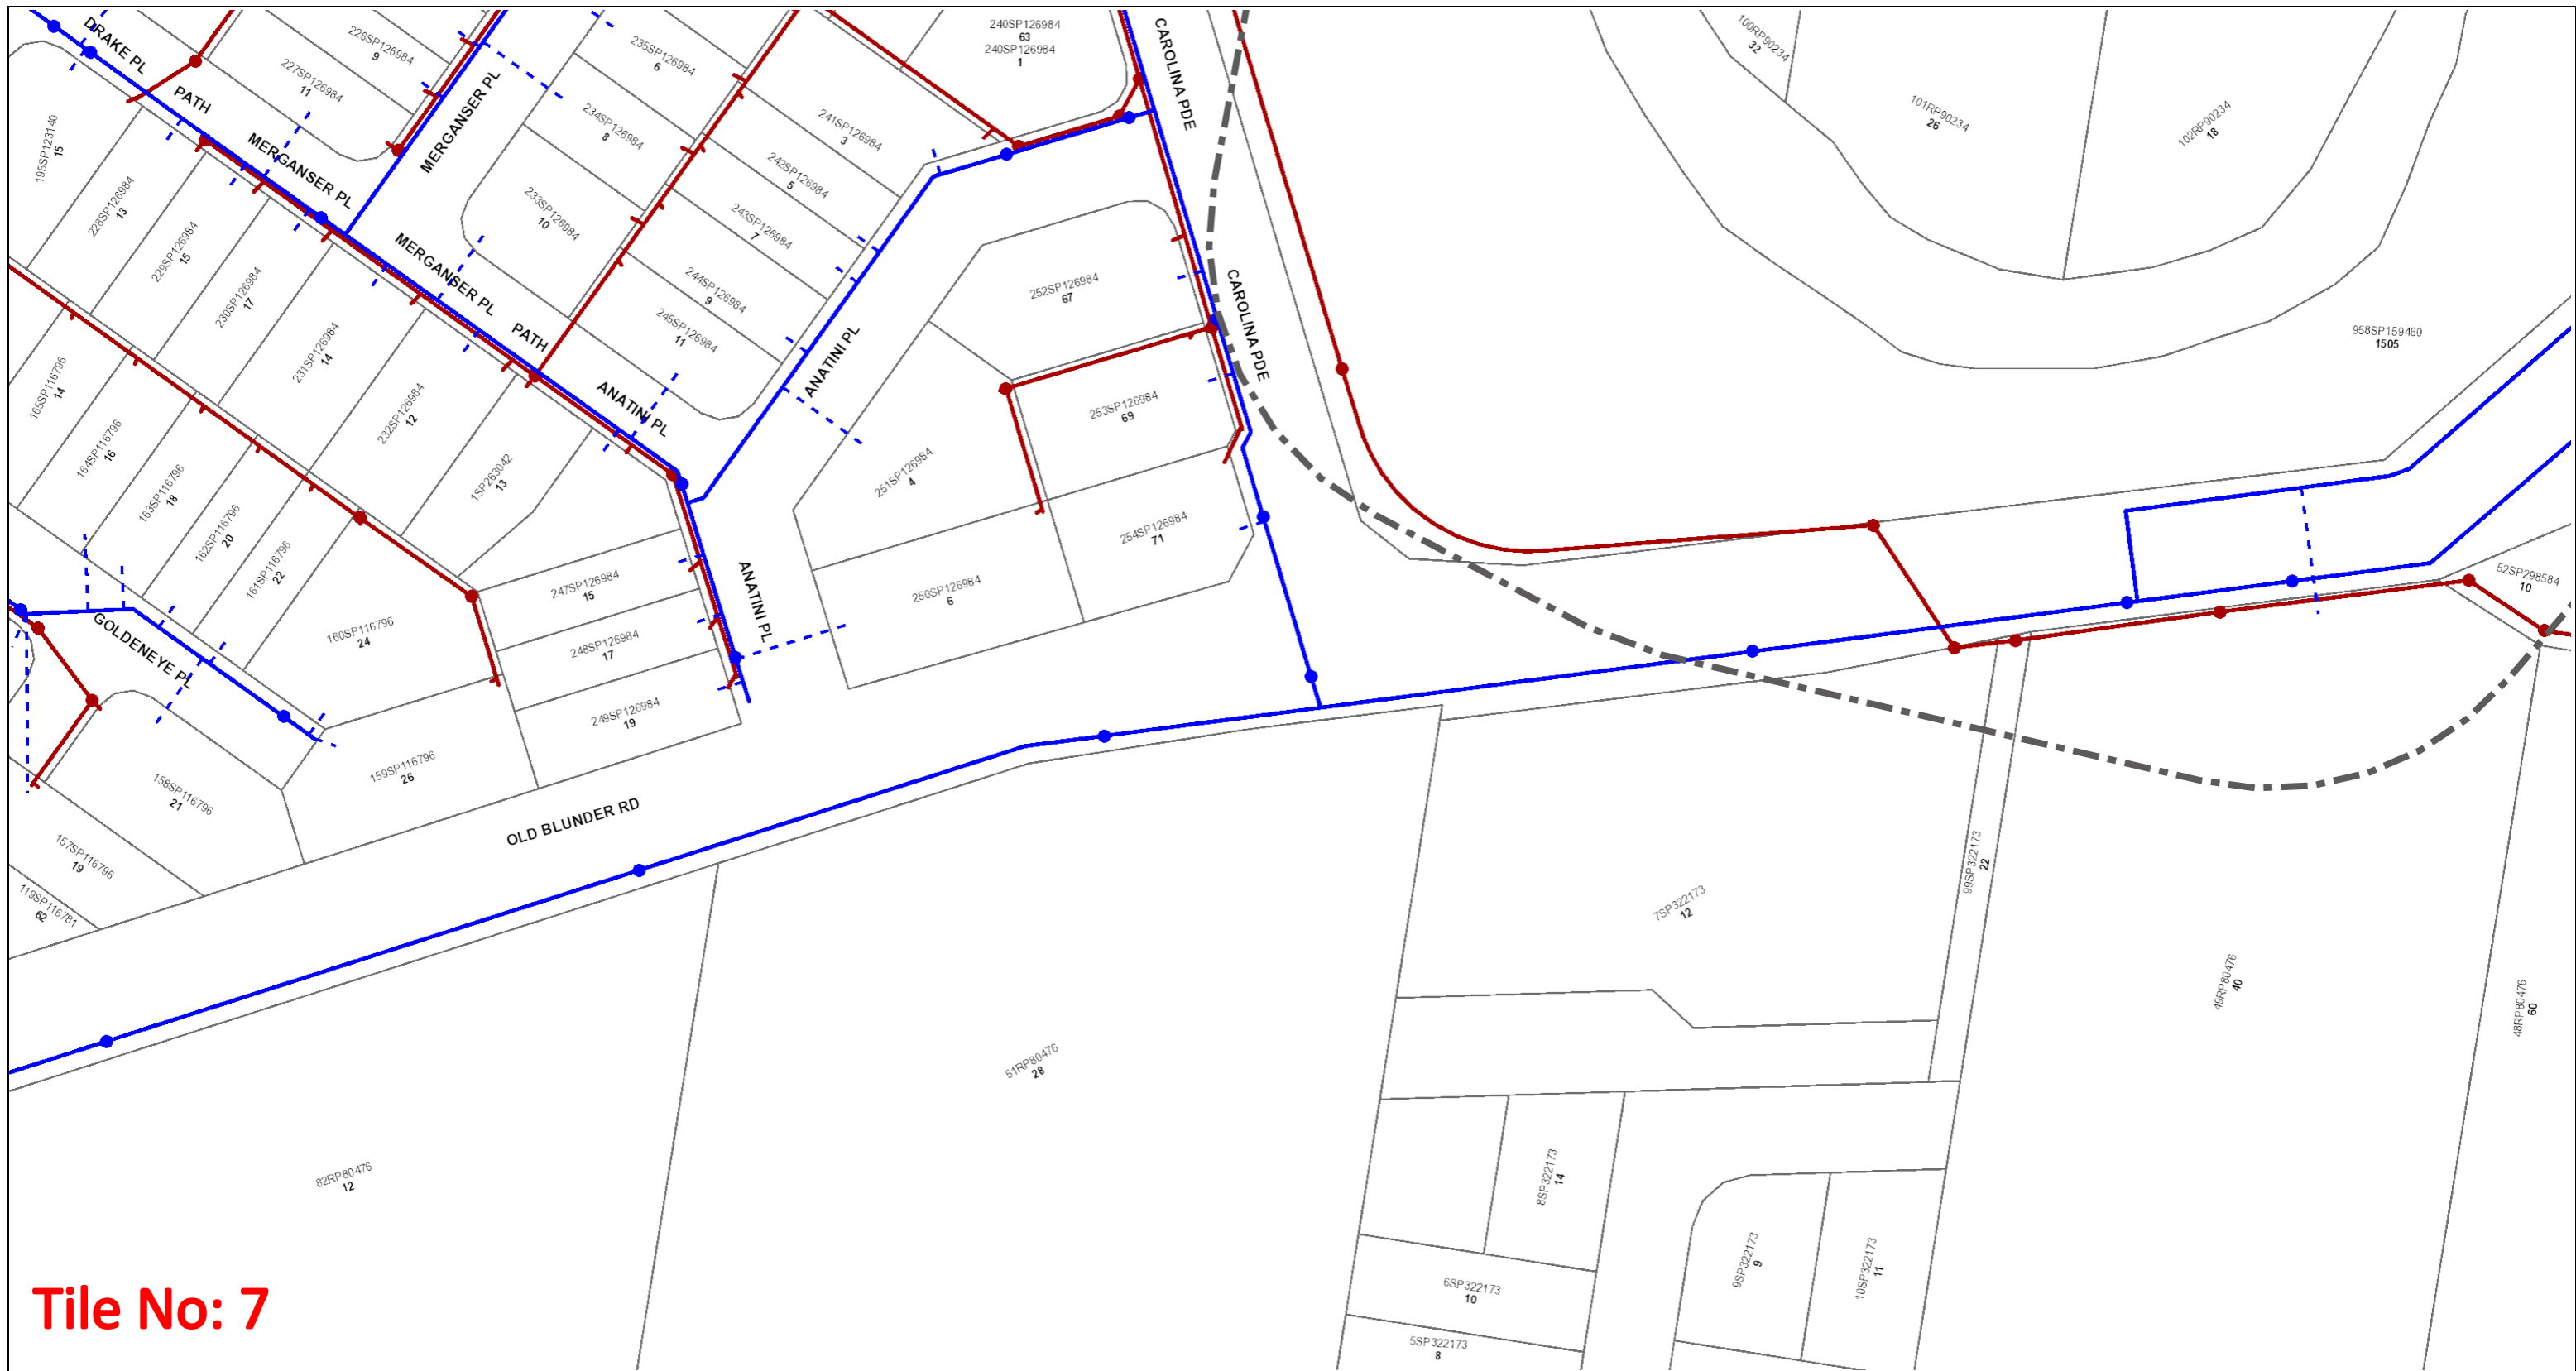 DRAKE PL
226SP126984
9
227SP126984
11
PATH
MERGANSER PL
MERGANSER PL
235SP126984
6
234SP126984
8
233SP126984
10
240SP126984
63
240SP126984
1
241SP126984
3
242SP126984
5
243SP126984
7
244SP126984
9
245SP126984
11
CAROLINA PDE
100RP90234
32
101RP90234
26
102RP90234
18
195SP123140
15
228SP126984
13
229SP126984
15
230SP126984
17
231SP126984
14
232SP126984
12
1SP263042
13
MERGANSER PL
PATH
ANATINI PL
ANATINI PL
252SP126984
67
CAROLINA PDE
253SP126984
69
251SP126984
4
254SP126984
71
250SP126984
6
958SP159460
1505
165SP116796
14
164SP116796
16
163SP116796
18
162SP116796
20
161SP116796
22
160SP116796
24
247SP126984
15
248SP126984
17
249SP126984
19
ANATINI PL
52SP298584
10
GOLDENEYE PL
159SP116796
26
158SP116796
21
157SP116796
19
119SP116781
62
OLD BLUNDER RD
7SP322173
12
99SP322173
22
49RP80476
40
48RP80476
60
51RP80476
28
82RP80476
12
8SP322173
14
6SP322173
10
5SP322173
8
9SP322173
9
10SP322173
11
Tile No: 7